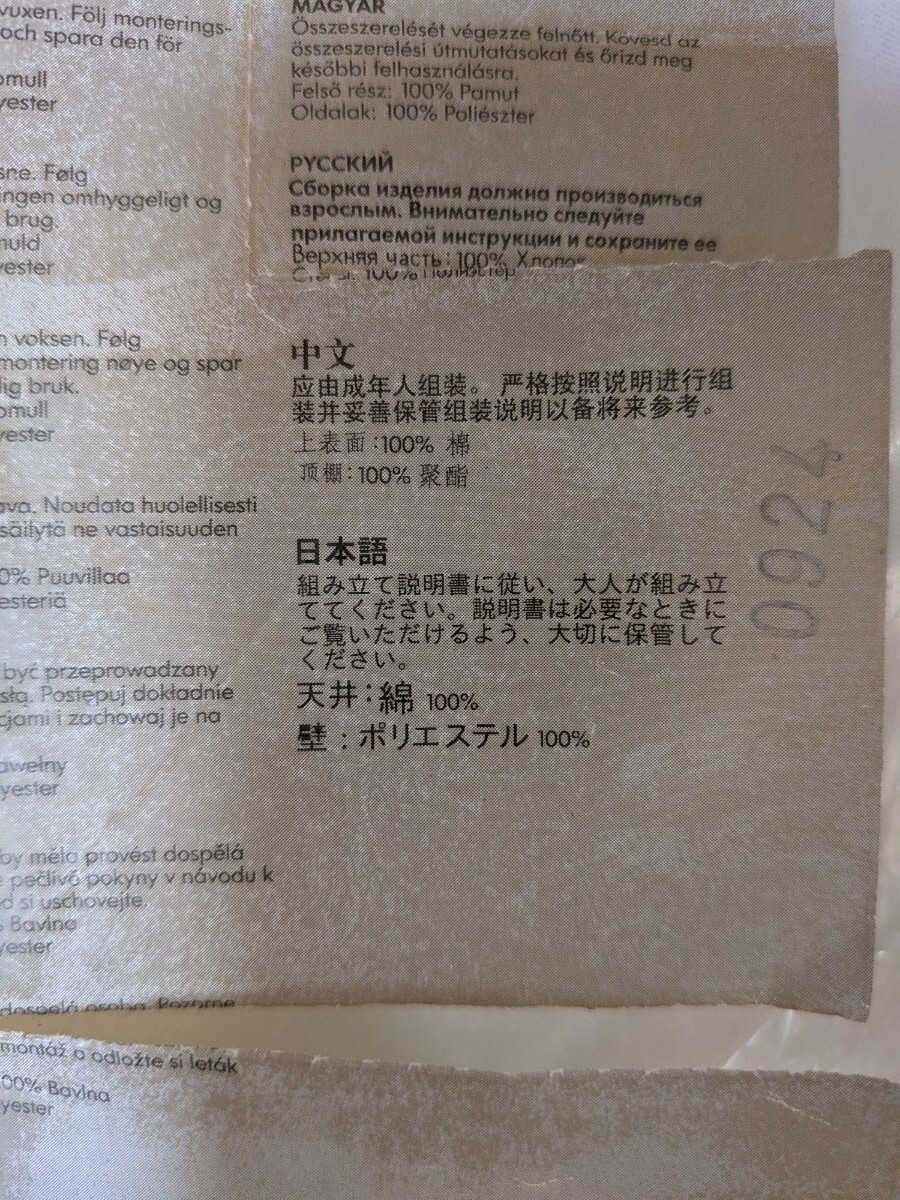 vuxen. Följ monterings-
och spara den för
omull
yester
sne. Følg
ingen omhyggeligt og
brug.
muld
yester
n voksen. Følg
montering nøye og spar
lig bruk.
omull
yester
ava. Noudata huolellisesti
säilytä ne vastaisuuden
0% Puuvillaa
esteriä
być przeprowadzany
słą. Postępuj dokładnie
cjami i zachowaj je na
awełny
yester
by měla provést dospělá
pečlivé pokyny v návodu k
d si uschovejte.
% Bavlna
yester
dospelá osoba. Pozorne
montáž a odložte si leták
00% Bavlna
yester
MAGYAR
Összeszerelését végezze felnőtt. Kövesd az
összeszerelési útmutatásokat és őrizd meg
későbbi felhasználásra.
Felső rész: 100% Pamut
Oldalak: 100% Poliészter
РУССКИЙ
Сборка изделия должна производиться
взрослым. Внимательно следуйте
прилагаемой инструкции и сохраните ее
Верхняя часть: 100% Хлопок
100% Полиэстер
中文
应由成年人组装。 严格按照说明进行组
装并妥善保管组装说明以备将来参考。
上表面:100% 棉
顶棚:100% 聚酯
日本語
組み立て説明書に従い、大人が組み立
ててください。説明書は必要なときに
ご覧いただけるよう、大切に保管して
ください。
天井:綿 100%
壁:ポリエステル 100%
0924